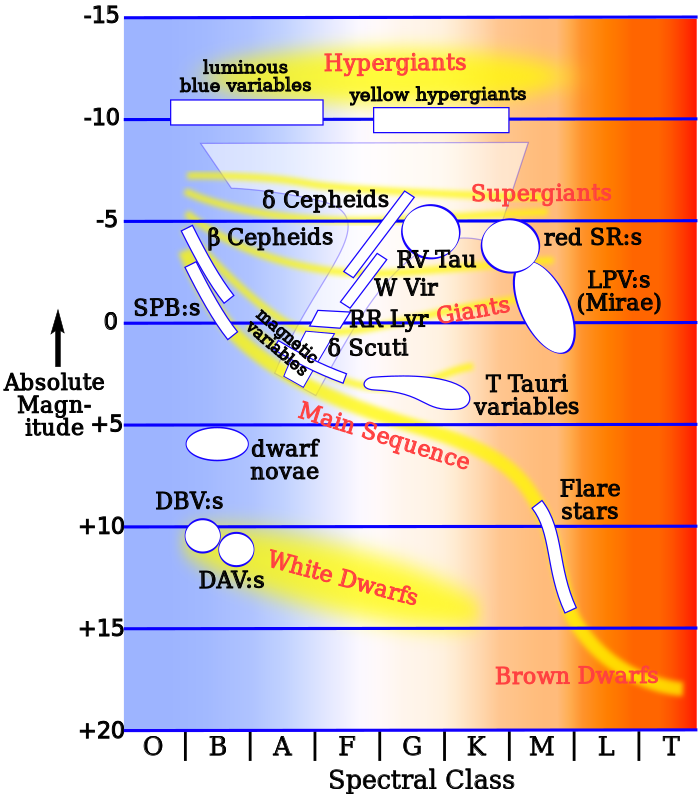 -15
Hypergiants
luminous
blue variables
yellow hypergiants
-10
Supergiants
δ Cepheids
-5
β Cepheids
red SR:s
RV Tau
LPV:s
(Mirae)
W Vir
SPB:s
Giants
0
RR Lyr
magnetic
variables
δ Scuti
Absolute
Magn-
itude
T Tauri
variables
Main Sequence
+5
dwarf
novae
Flare
stars
DBV:s
+10
White Dwarfs
DAV:s
+15
Brown Dwarfs
+20
O | B | A | F | G | K | M | L | T
Spectral Class